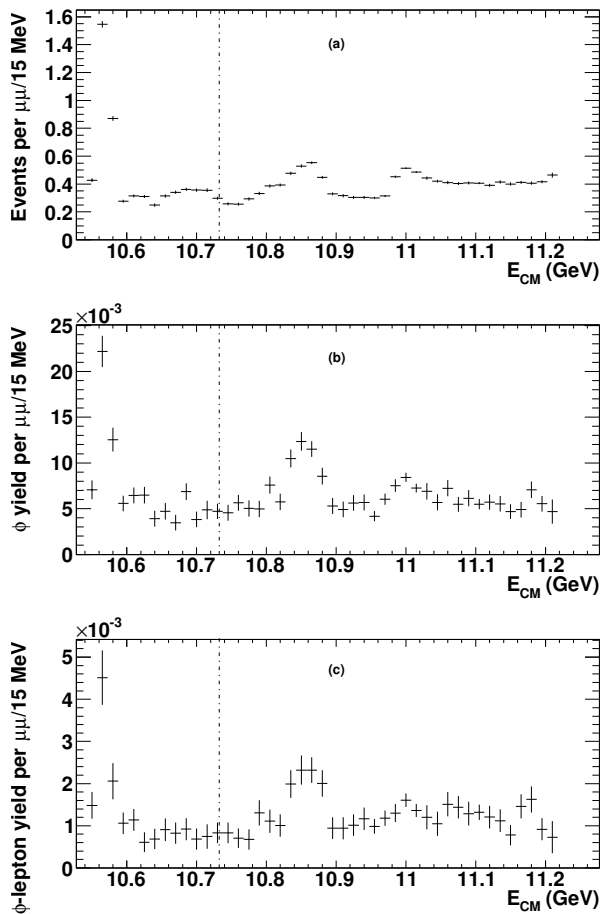 Events per μμ/15 MeV
1.6
1.4
1.2
1
0.8
0.6
0.4
0.2
0
(a)
10.6 10.7 10.8 10.9 11 11.1 11.2
E_CM (GeV)
×10⁻³
ϕ yield per μμ/15 MeV
25
20
15
10
5
0
(b)
10.6 10.7 10.8 10.9 11 11.1 11.2
E_CM (GeV)
×10⁻³
ϕ-lepton yield per μμ/15 MeV
5
4
3
2
1
0
(c)
10.6 10.7 10.8 10.9 11 11.1 11.2
E_CM (GeV)